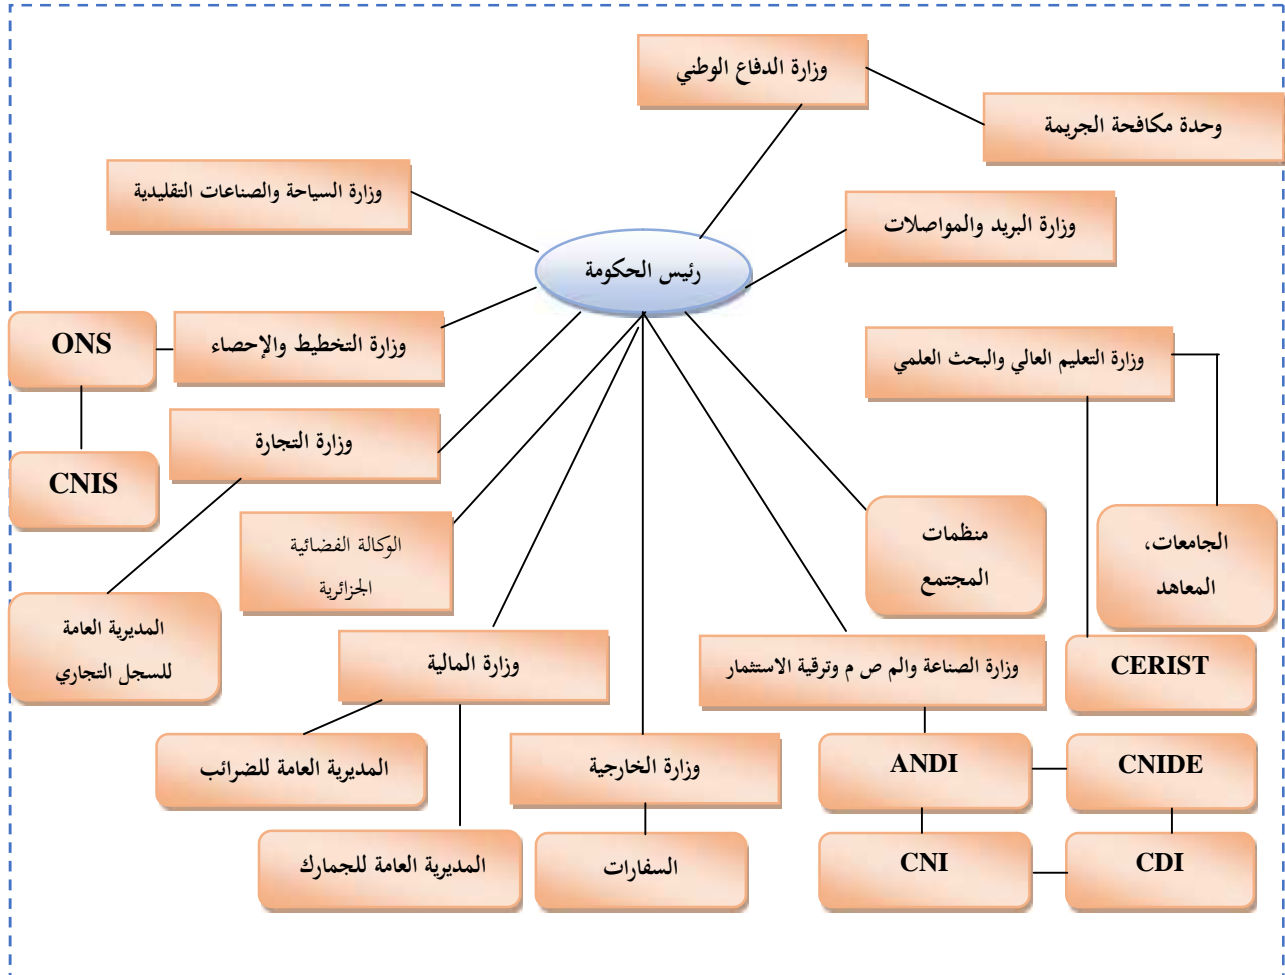 وزارة الدفاع الوطني
وحدة مكافحة الجريمة
وزارة السياحة والصناعات التقليدية
وزارة البريد والمواصلات
رئيس الحكومة
وزارة التخطيط والإحصاء
ONS
وزارة التعليم العالي والبحث العلمي
وزارة التجارة
CNIS
منظمات
المجتمع
الجامعات،
المعاهد
الوكالة الفضائية
الجزائرية
المديرية العامة
للسجل التجاري
وزارة المالية
وزارة الصناعة والم ص م وترقية الاستثمار
CERIST
المديرية العامة للضرائب
وزارة الخارجية
ANDI
CNIDE
المديرية العامة للجمارك
السفارات
CNI
CDI